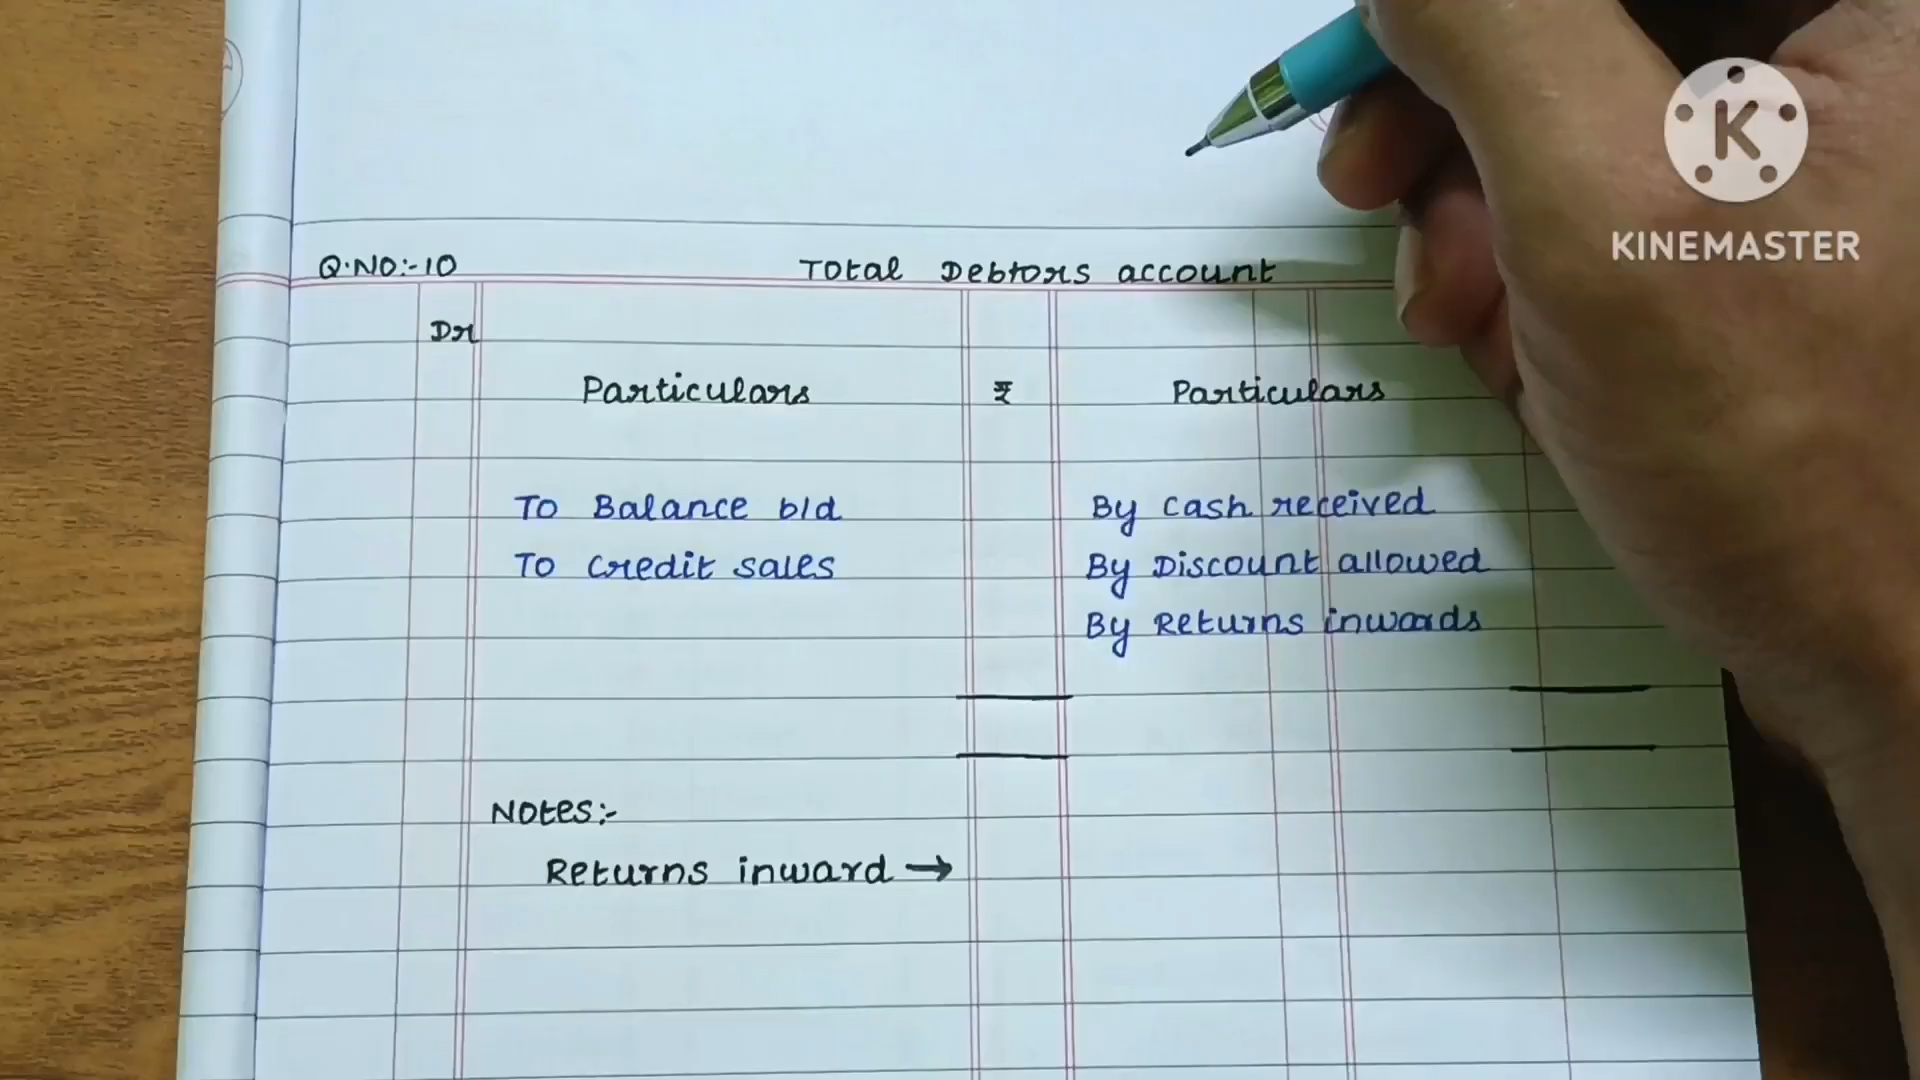 Q.NO:-10 Total Debtors account
Dr
Particulars ₹ Particulars
To Balance b/d By cash received
To credit sales By Discount allowed
By Returns inwards
Notes:-
Returns inward →
K
KINEMASTER